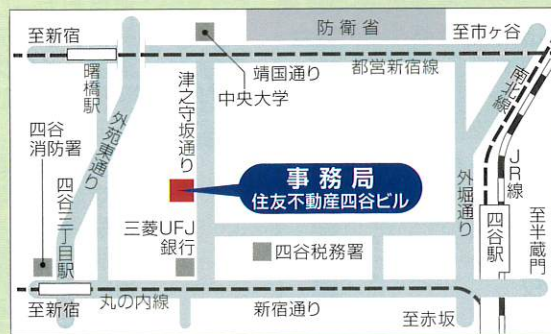 防衛省
至新宿
至市ヶ谷
靖国通り
都営新宿線
曙橋駅
中央大学
津之守坂通り
外苑東通り
南北線
JR線
四谷
消防署
事務局
住友不動産四谷ビル
外堀通り
四谷駅
至半蔵門
四谷三丁目駅
三菱UFJ
銀行
四谷税務署
至新宿
丸の内線
新宿通り
至赤坂